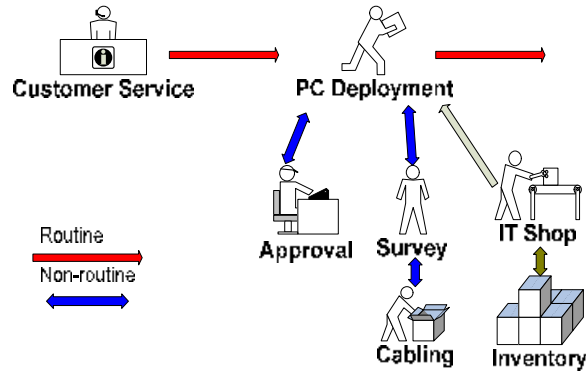 Customer Service
PC Deployment
Approval
Survey
IT Shop
Routine
Non-routine
Cabling
Inventory